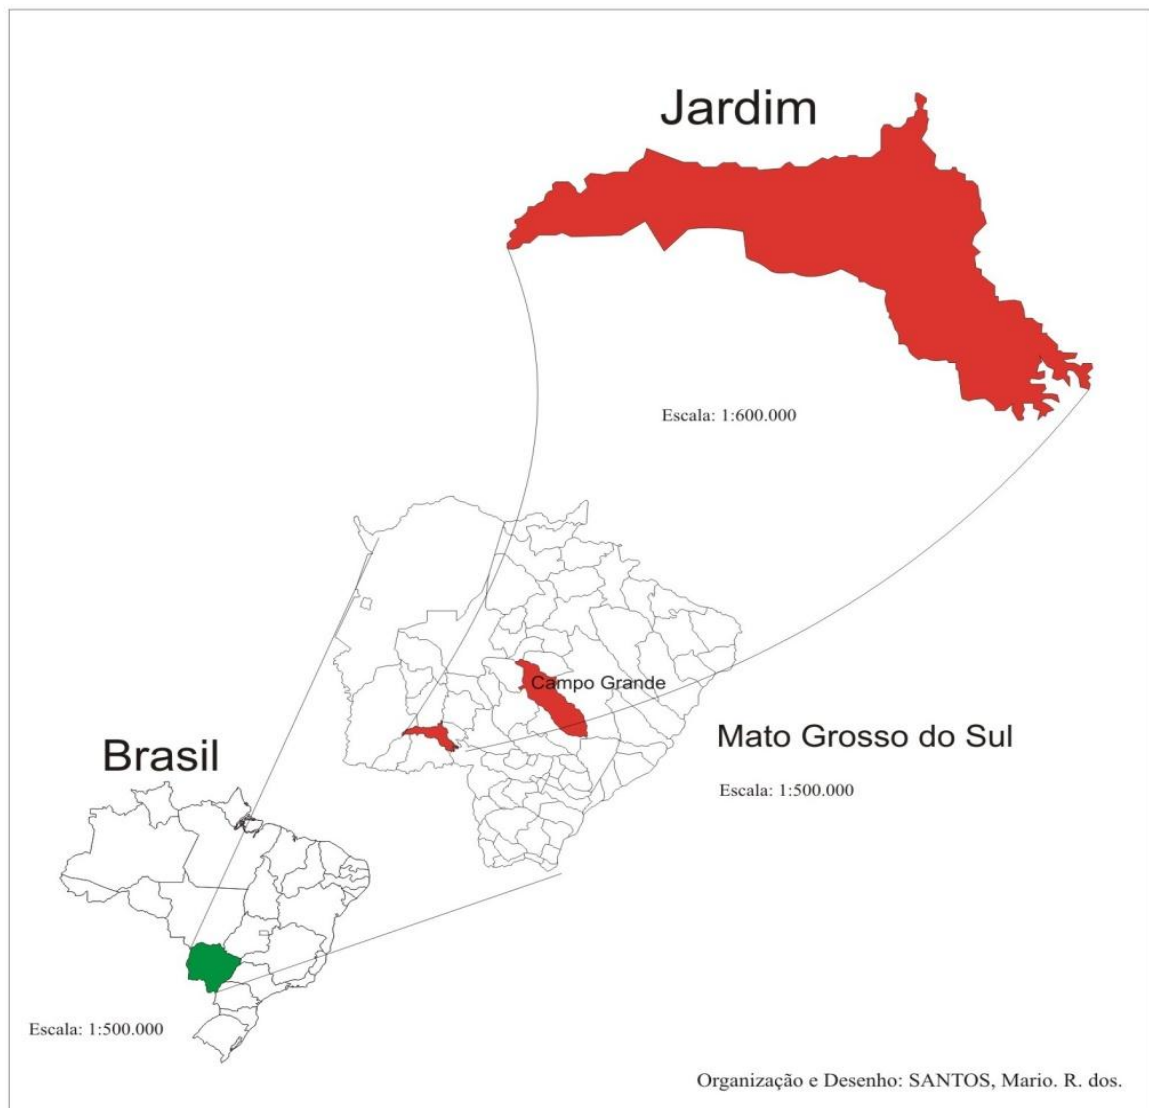 Jardim
Escala: 1:600.000
Campo Grande
Mato Grosso do Sul
Escala: 1:500.000
Brasil
Escala: 1:500.000
Organização e Desenho: SANTOS, Mario. R. dos.